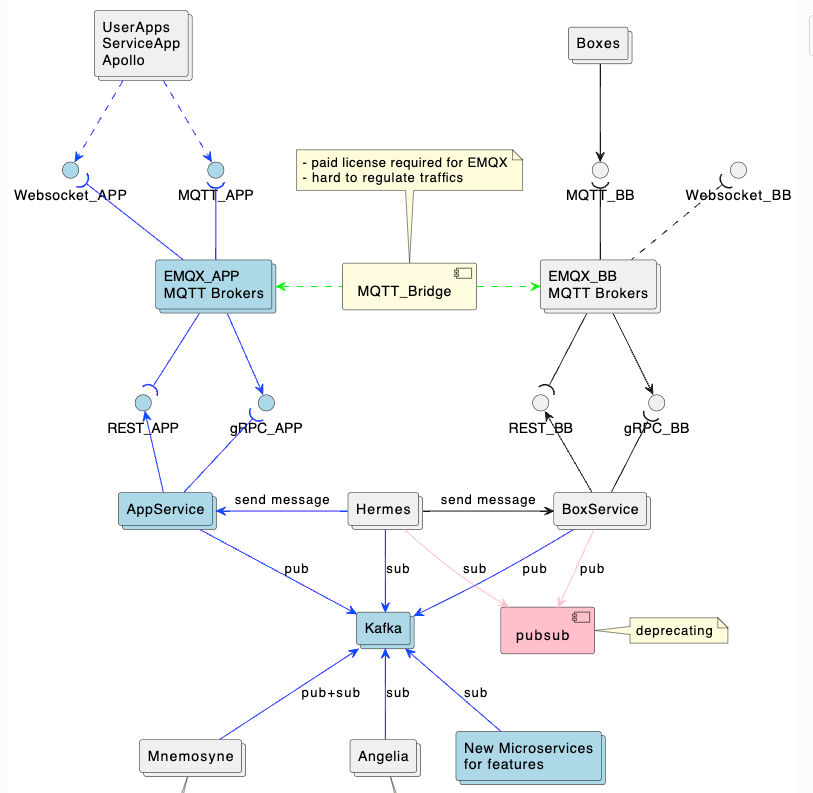 UserApps
ServiceApp
Apollo
Boxes
- paid license required for EMQX
- hard to regulate traffics
Websocket_APP
MQTT_APP
MQTT_BB
Websocket_BB
EMQX_APP
MQTT Brokers
MQTT_Bridge
EMQX_BB
MQTT Brokers
REST_APP
gRPC_APP
REST_BB
gRPC_BB
AppService
send message
Hermes
send message
BoxService
pub
sub
sub
pub
pub
Kafka
pubsub
deprecating
pub+sub
sub
sub
Mnemosyne
Angelia
New Microservices
for features